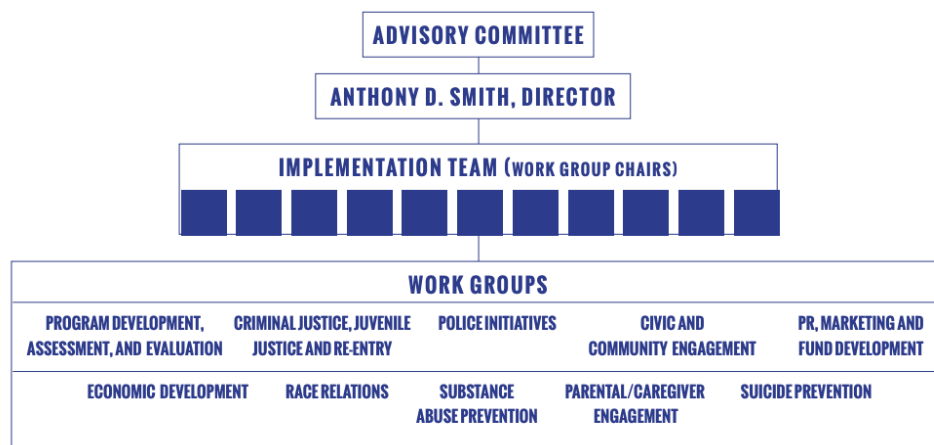 ADVISORY COMMITTEE
ANTHONY D. SMITH, DIRECTOR
IMPLEMENTATION TEAM (WORK GROUP CHAIRS)
WORK GROUPS
PROGRAM DEVELOPMENT,
ASSESSMENT, AND EVALUATION
CRIMINAL JUSTICE, JUVENILE
JUSTICE AND RE-ENTRY
POLICE INITIATIVES
CIVIC AND
COMMUNITY ENGAGEMENT
PR, MARKETING AND
FUND DEVELOPMENT
ECONOMIC DEVELOPMENT
RACE RELATIONS
SUBSTANCE
ABUSE PREVENTION
PARENTAL/CAREGIVER
ENGAGEMENT
SUICIDE PREVENTION